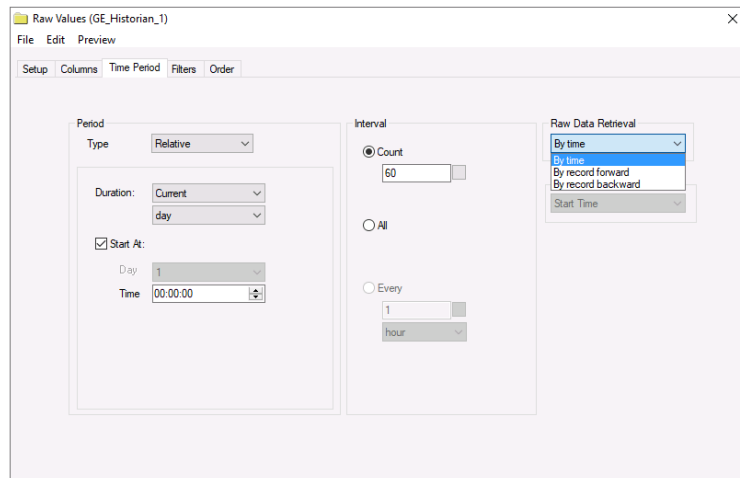 Raw Values (GE_Historian_1)
File Edit Preview
Setup Columns Time Period Filters Order
Period
Type Relative
Duration: Current
day
Start At:
Day 1
Time 00:00:00
Interval
Count
60
All
Every
1
hour
Raw Data Retrieval
By time
By time
By record forward
By record backward
Start Time